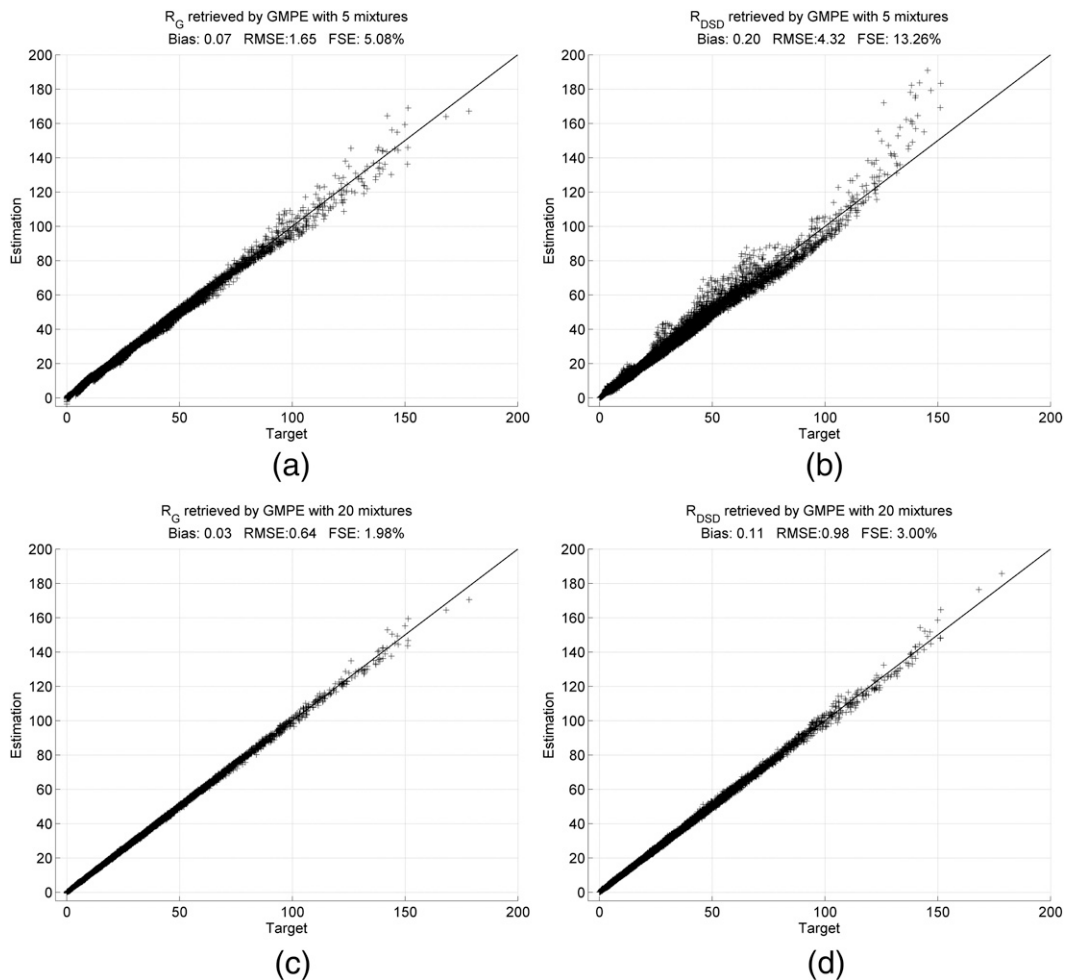 R_G retrieved by GMPE with 5 mixtures
Bias: 0.07 RMSE:1.65 FSE: 5.08%
200
180
160
140
120
100
80
60
40
20
0
Estimation
0 50 100 150 200
Target
(a)
R_DSD retrieved by GMPE with 5 mixtures
Bias: 0.20 RMSE:4.32 FSE: 13.26%
200
180
160
140
120
100
80
60
40
20
0
Estimation
0 50 100 150 200
Target
(b)
R_G retrieved by GMPE with 20 mixtures
Bias: 0.03 RMSE:0.64 FSE: 1.98%
200
180
160
140
120
100
80
60
40
20
0
Estimation
0 50 100 150 200
Target
(c)
R_DSD retrieved by GMPE with 20 mixtures
Bias: 0.11 RMSE:0.98 FSE: 3.00%
200
180
160
140
120
100
80
60
40
20
0
Estimation
0 50 100 150 200
Target
(d)